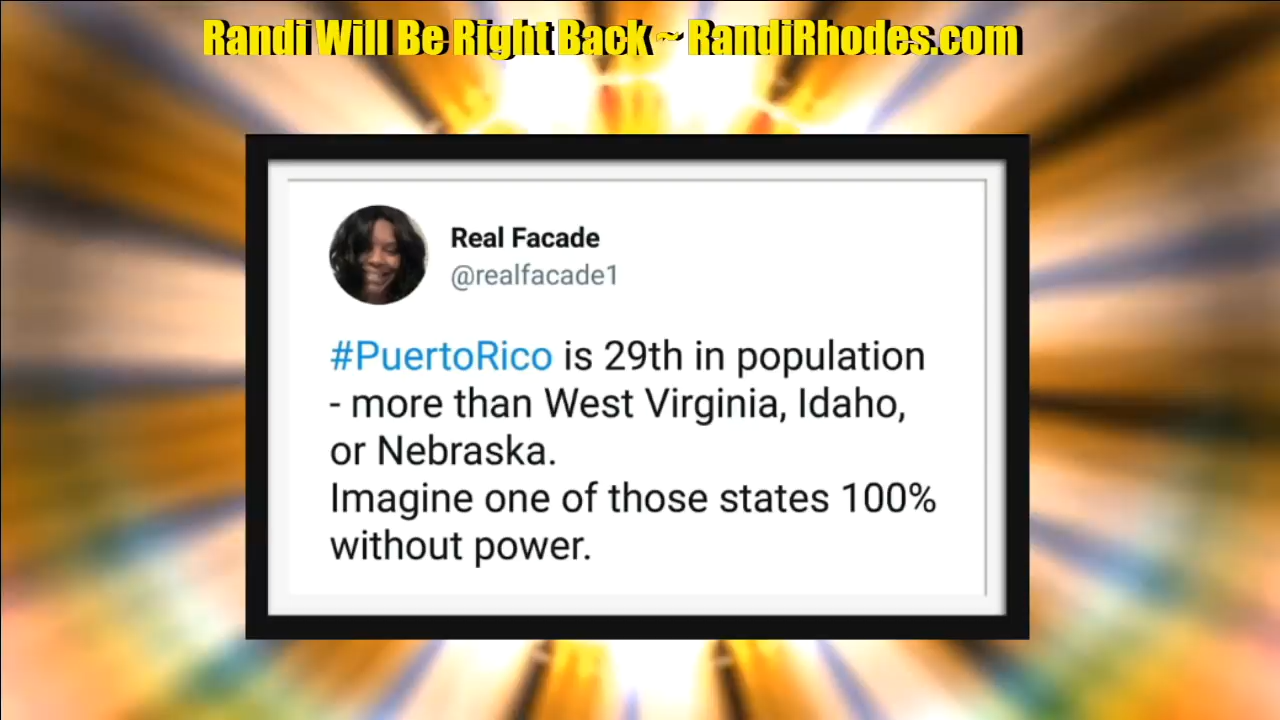 Randi Will Be Right Back ~ RandiRhodes.com
Real Facade
@realfacade1
#PuertoRico is 29th in population
- more than West Virginia, Idaho,
or Nebraska.
Imagine one of those states 100%
without power.